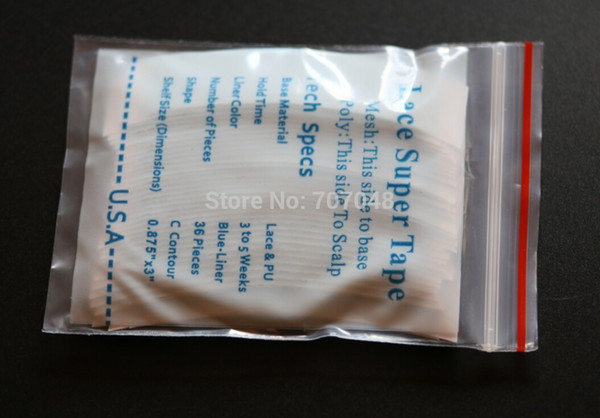 Lace Super Tape
Mesh:This side to base
Poly:This side To Scalp
Tech Specs
Base Material Lace & PU
Hold Time 3 to 5 Weeks
Liner Color Blue-Liner
Number of Pieces 36 Pieces
Shape C Contour
Shelf Size (Dimensions) 0.875"x3"
U.S.A
Store No: 707048